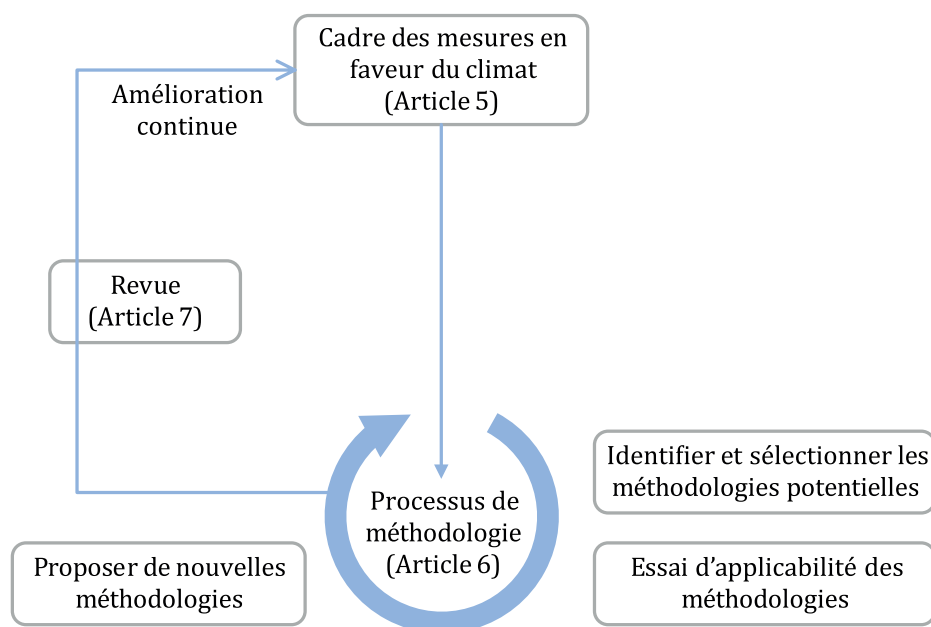 Cadre des mesures en
faveur du climat
(Article 5)
Amélioration
continue
Revue
(Article 7)
Processus de
méthodologie
(Article 6)
Identifier et sélectionner les
méthodologies potentielles
Proposer de nouvelles
méthodologies
Essai d’applicabilité des
méthodologies